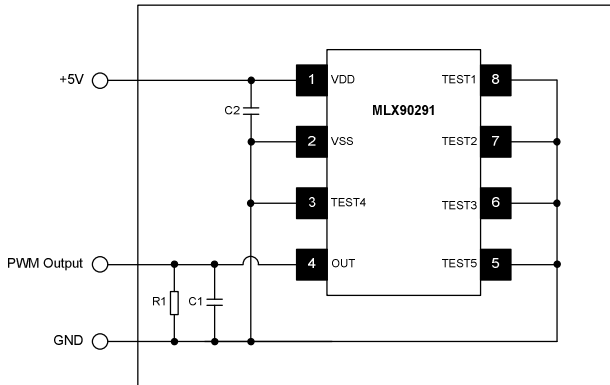 +5V
1 VDD
TEST1 8
MLX90291
C2
2 VSS
TEST2 7
3 TEST4
TEST3 6
PWM Output
4 OUT
TEST5 5
R1
C1
GND